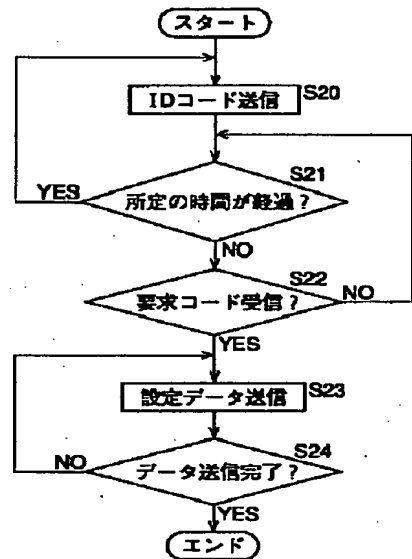 スタート
IDコード送信
S20
S21
YES
所定の時間が経過？
NO
S22
要求コード受信？
NO
YES
設定データ送信
S23
S24
NO
データ送信完了？
YES
エンド